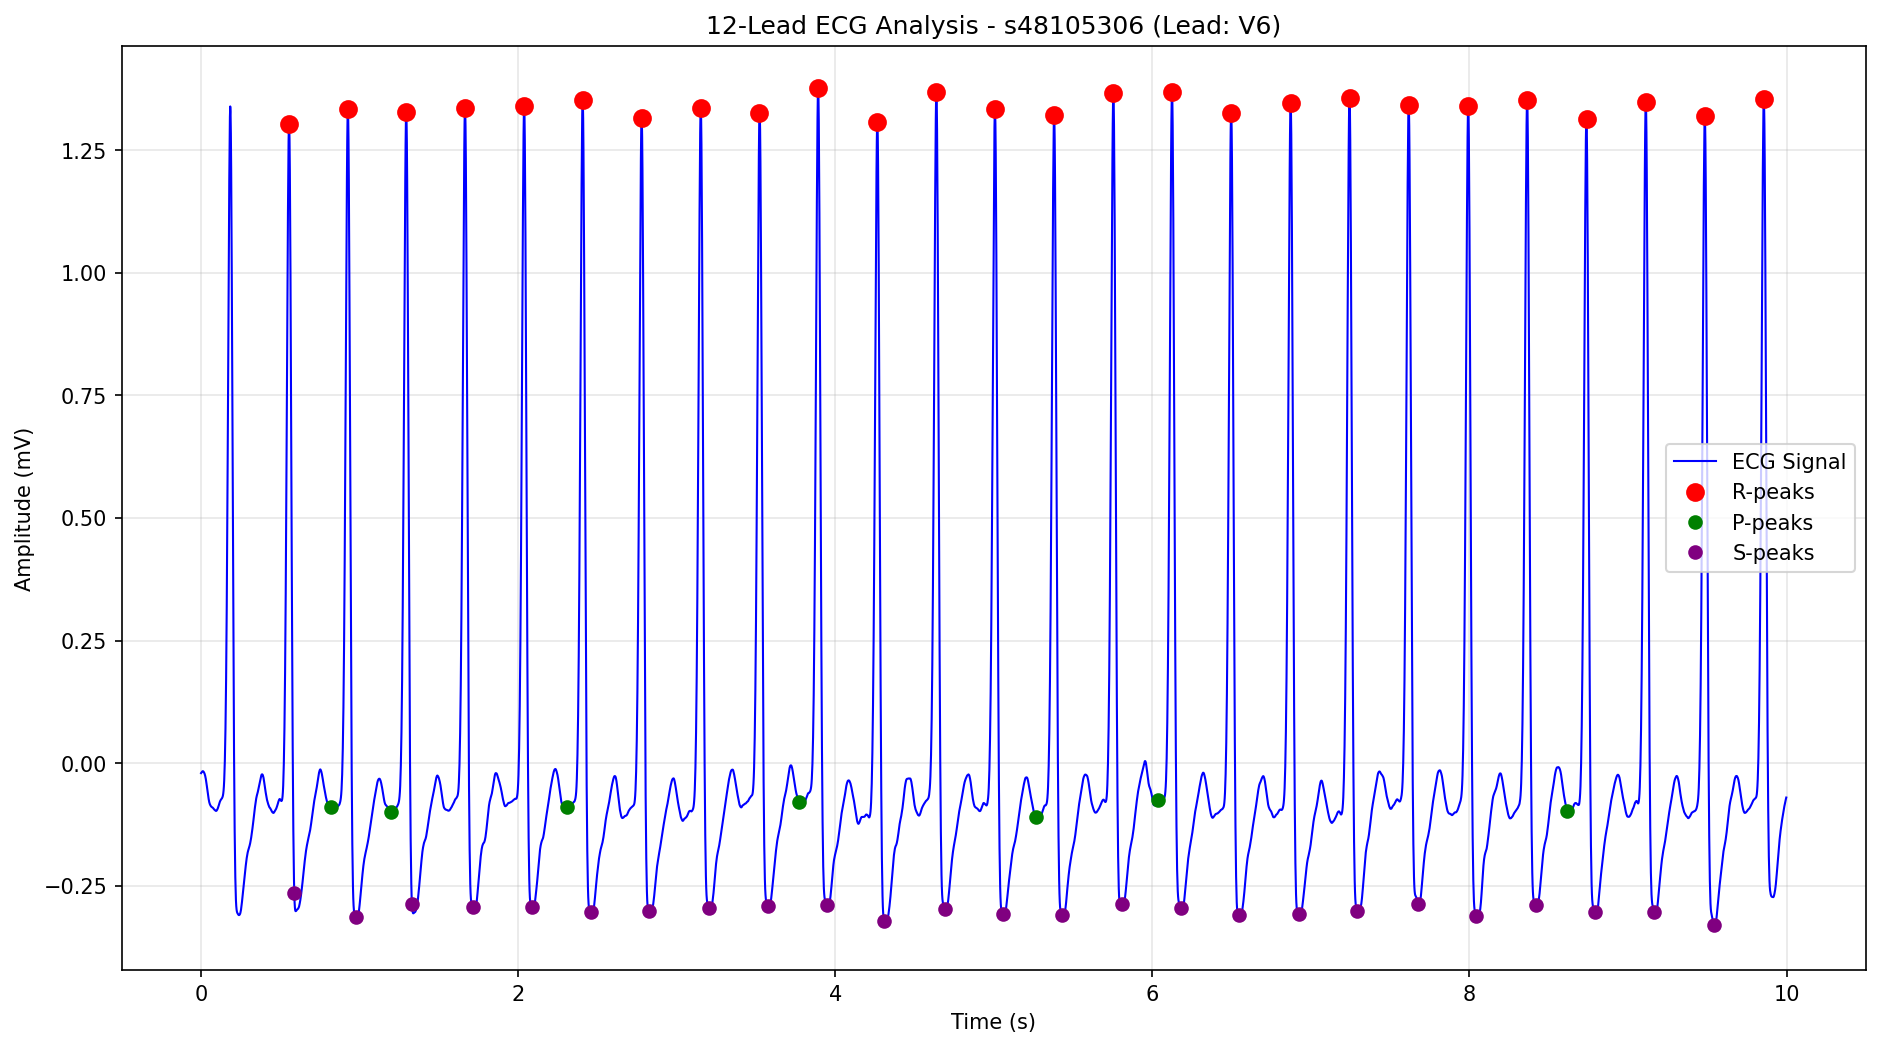 12-Lead ECG Analysis - s48105306 (Lead: V6)
Amplitude (mV)
1.25
1.00
0.75
0.50
0.25
0.00
−0.25
ECG Signal
R-peaks
P-peaks
S-peaks
0 2 4 6 8 10
Time (s)